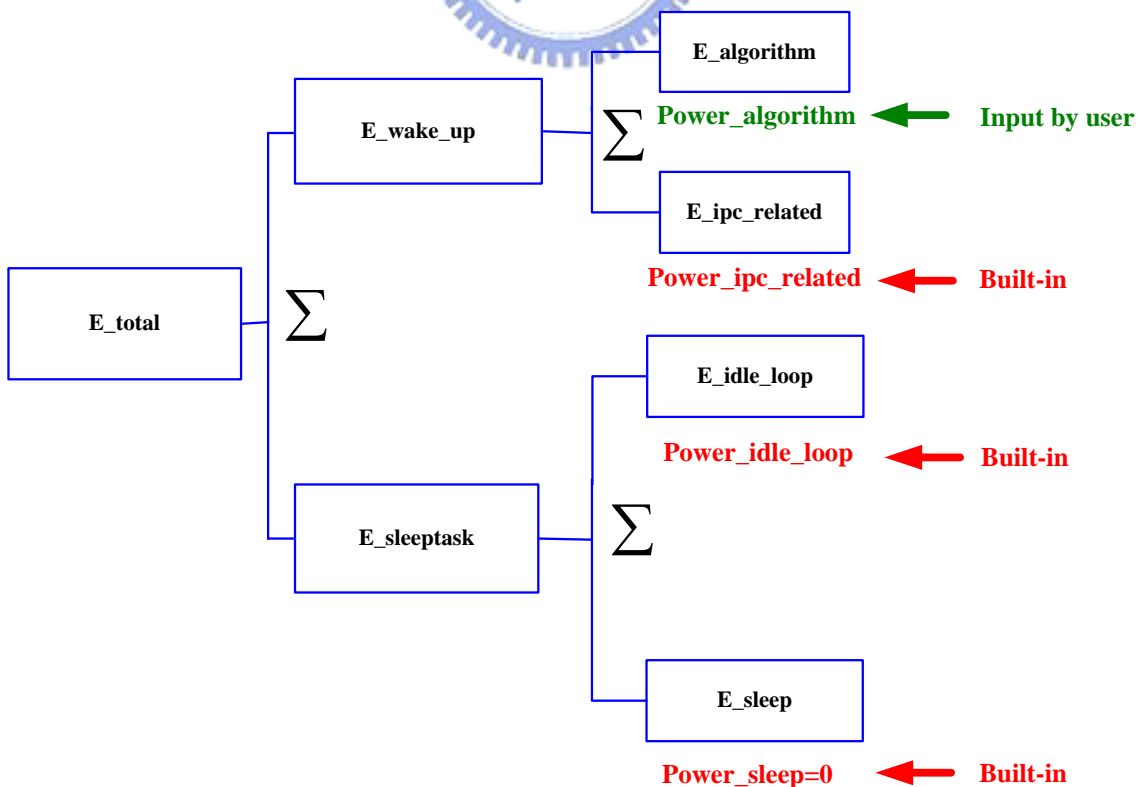 E_algorithm
Power_algorithm
Input by user
E_wake_up
∑
E_ipc_related
Power_ipc_related
Built-in
E_total
∑
E_idle_loop
Power_idle_loop
Built-in
E_sleeptask
∑
E_sleep
Power_sleep=0
Built-in